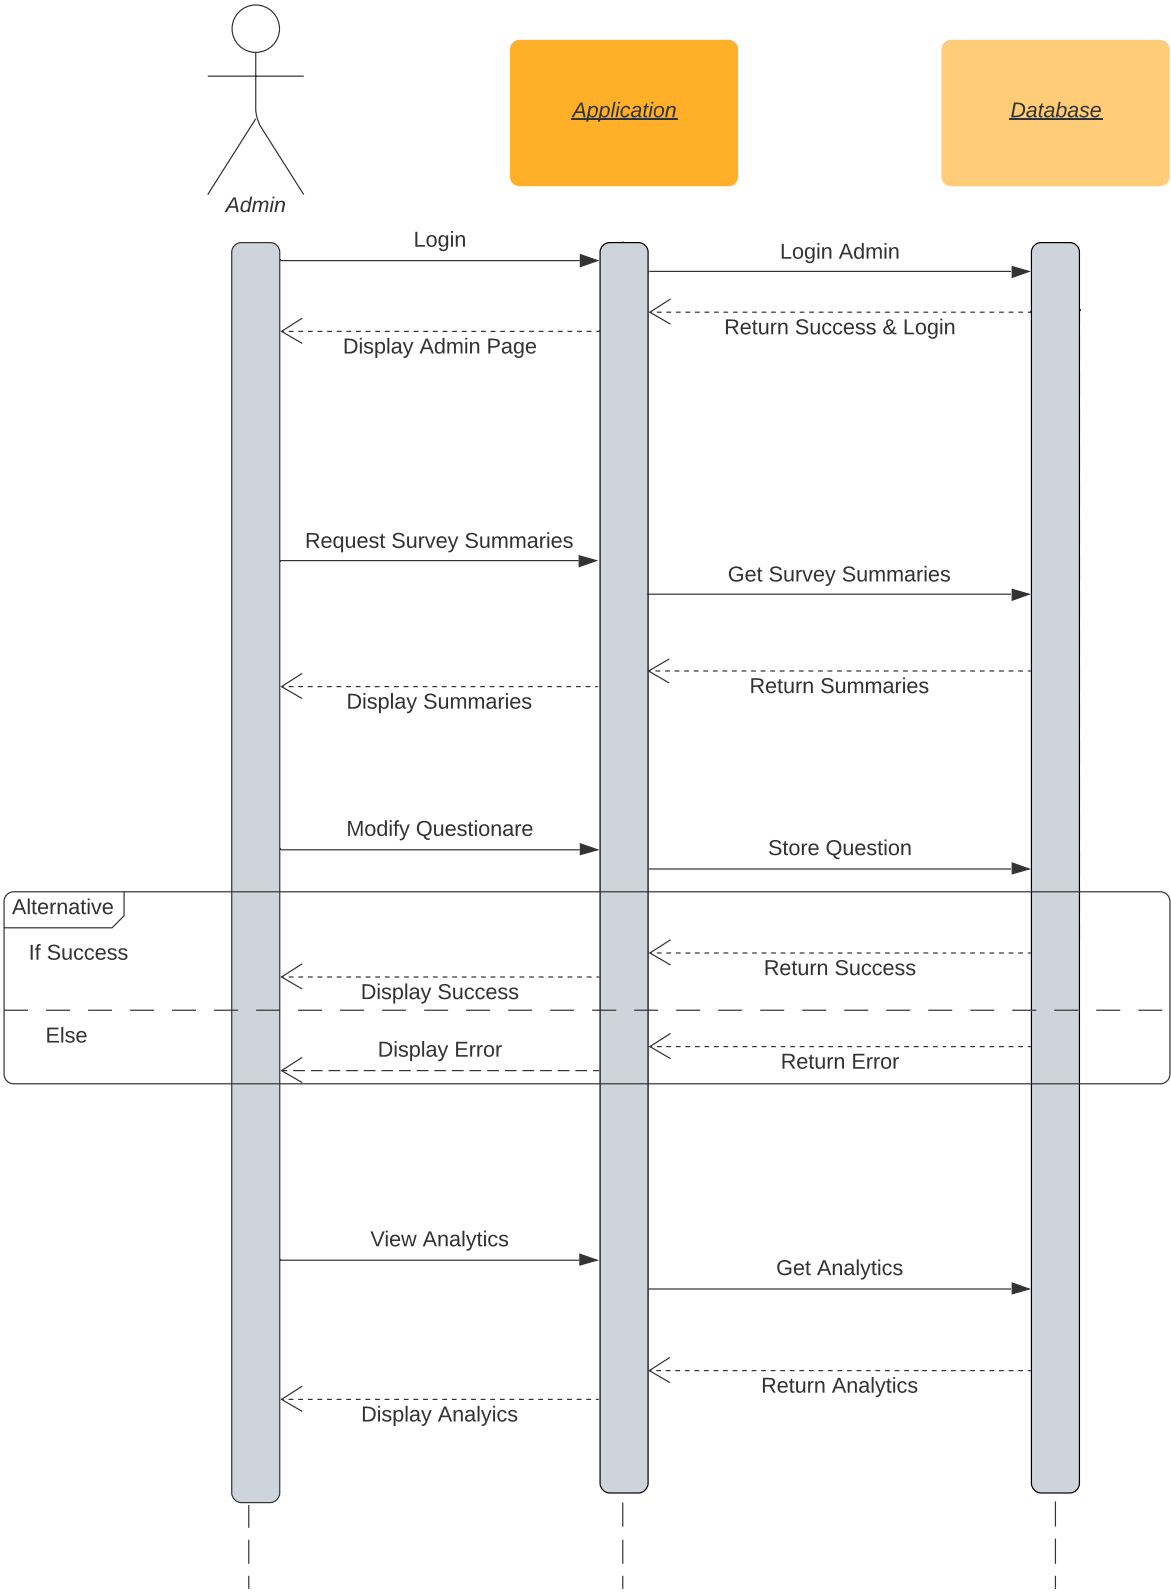 Application
Database
Admin
Login
Login Admin
Return Success & Login
Display Admin Page
Request Survey Summaries
Get Survey Summaries
Return Summaries
Display Summaries
Modify Questionare
Store Question
Alternative
If Success
Return Success
Display Success
Else
Display Error
Return Error
View Analytics
Get Analytics
Return Analytics
Display Analyics